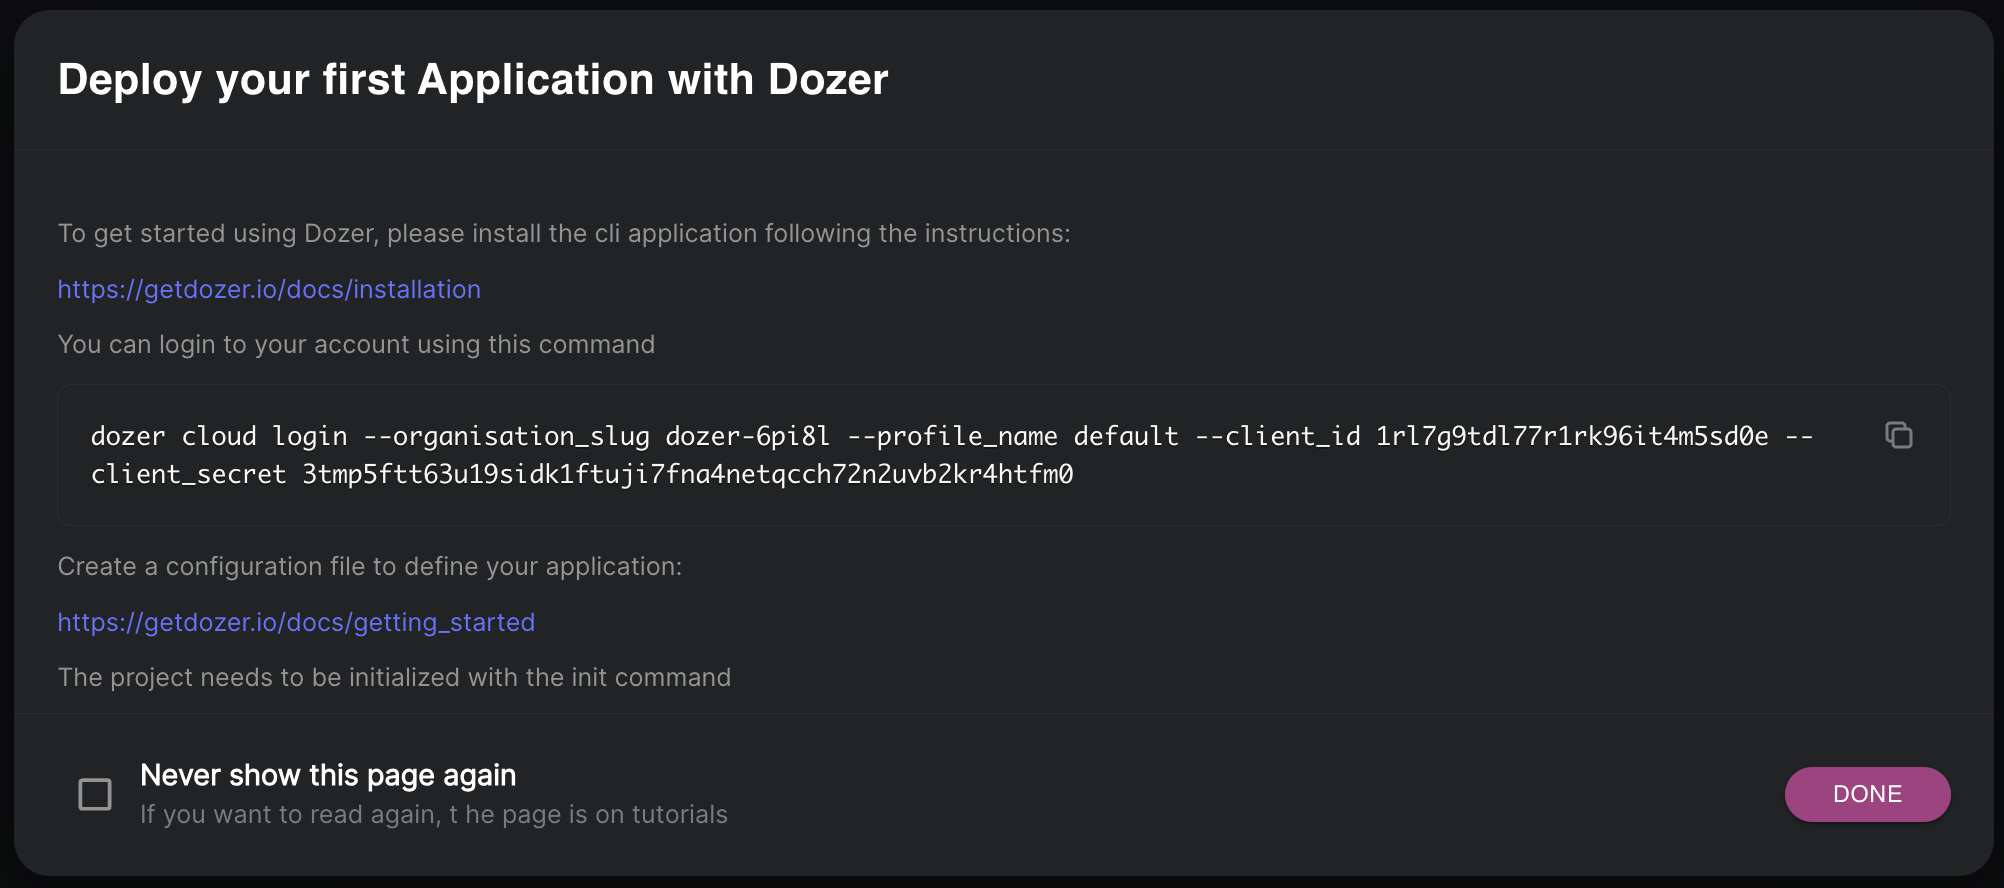 Deploy your first Application with Dozer
To get started using Dozer, please install the cli application following the instructions:
https://getdozer.io/docs/installation
You can login to your account using this command
dozer cloud login --organisation_slug dozer-6pi8l --profile_name default --client_id 1rl7g9tdl77r1rk96it4m5sd0e --
client_secret 3tmp5ftt63u19sidk1ftuji7fna4netqcch72n2uvb2kr4htfm0
Create a configuration file to define your application:
https://getdozer.io/docs/getting_started
The project needs to be initialized with the init command
Never show this page again
If you want to read again, t he page is on tutorials
DONE